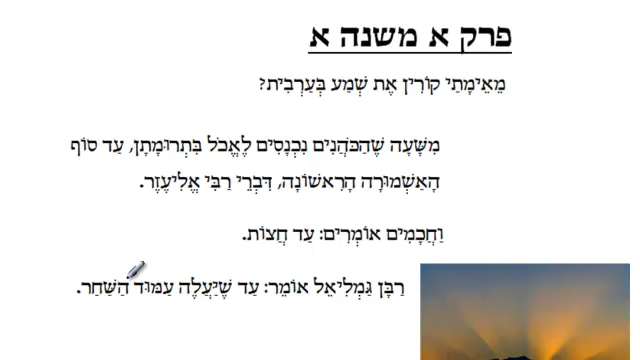 פרק א משנה א
מֵאֵימָתַי קוֹרִין אֶת שְׁמַע בְּעַרְבִית?
מִשָּׁעָה שֶׁהַכֹּהֲנִים נִכְנָסִים לֶאֱכֹל בִּתְרוּמָתָן, עַד סוֹף
הָאַשְׁמוּרָה הָרִאשׁוֹנָה, דִּבְרֵי רַבִּי אֱלִיעֶזֶר.
וַחֲכָמִים אוֹמְרִים: עַד חֲצוֹת.
רַבָּן גַּמְלִיאֵל אוֹמֵר: עַד שֶׁיַּעֲלֶה עַמּוּד הַשַּׁחַר.